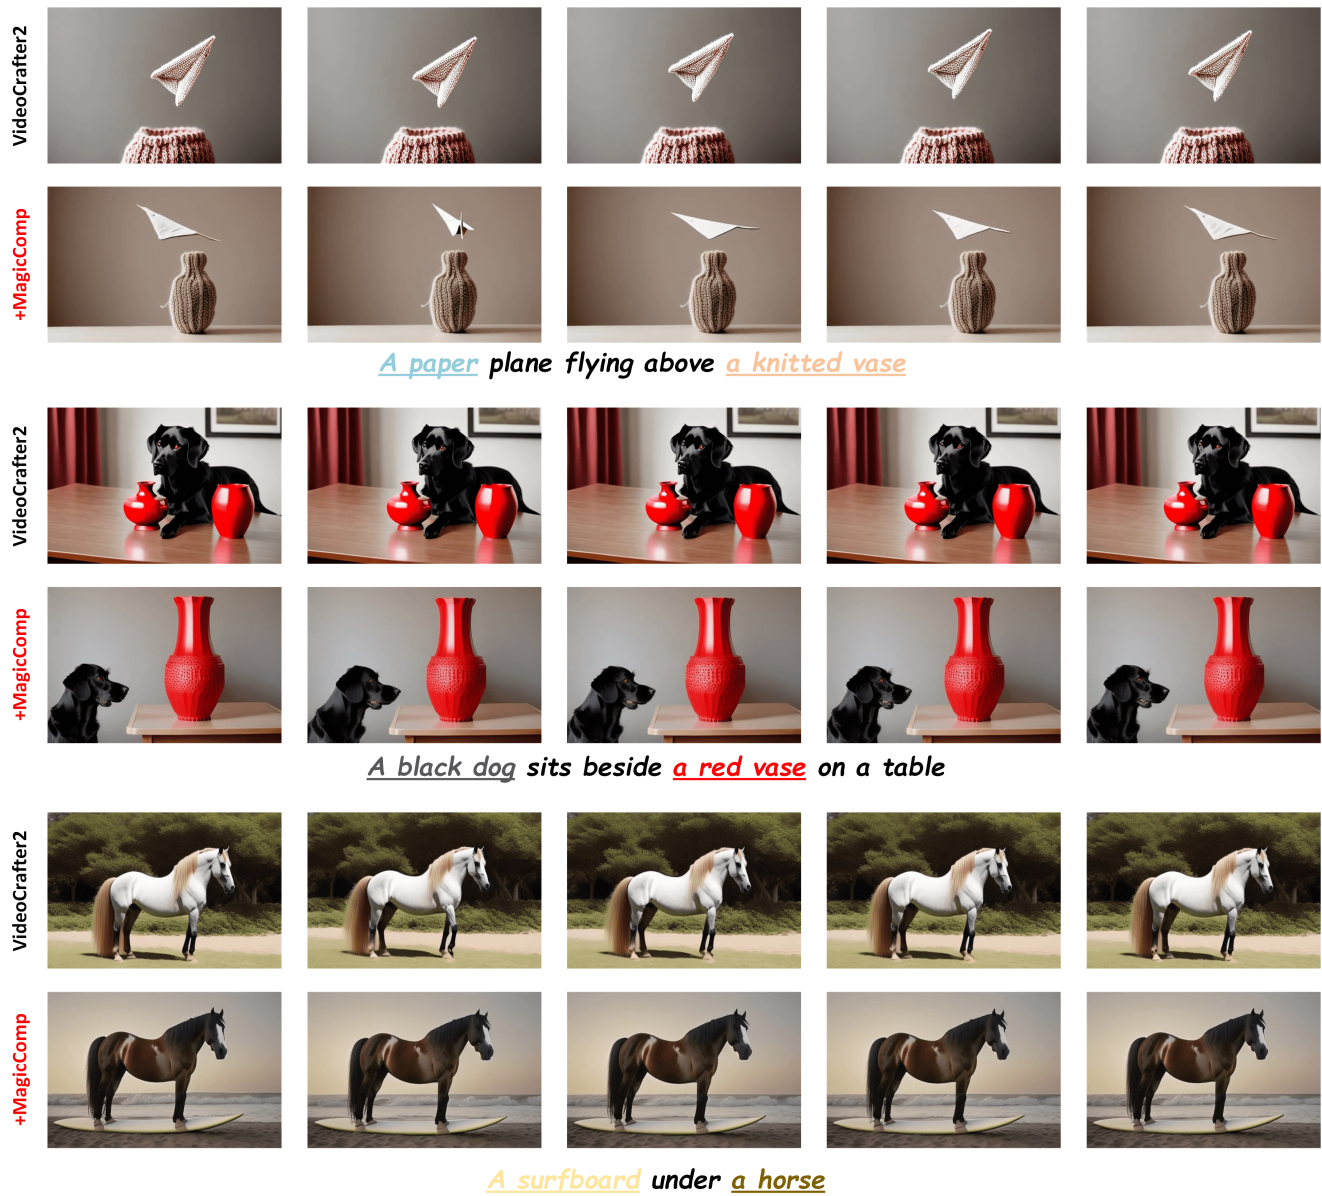 VideoCrafter2
+MagicComp
A paper plane flying above a knitted vase
VideoCrafter2
+MagicComp
A black dog sits beside a red vase on a table
VideoCrafter2
+MagicComp
A surfboard under a horse